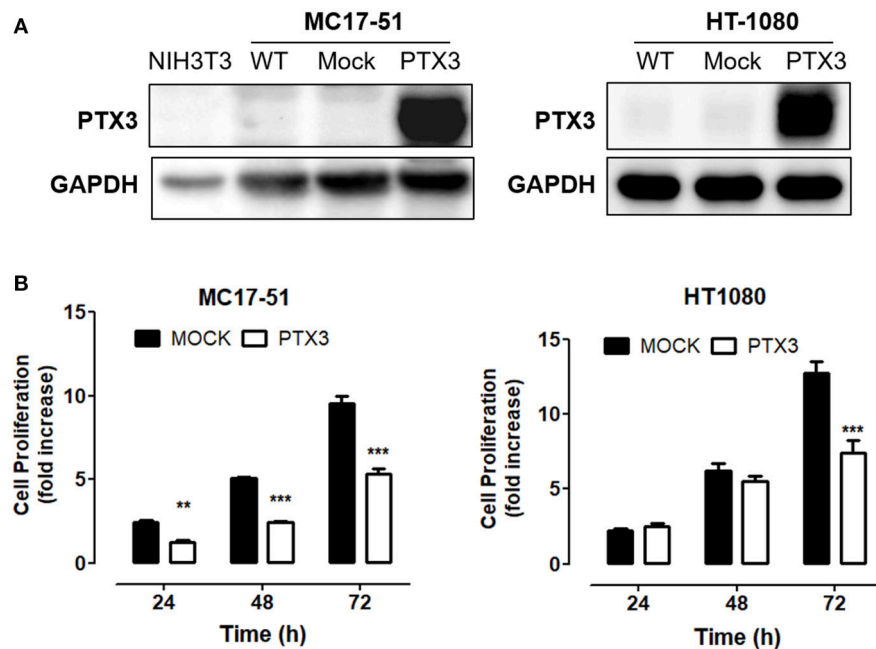 A
MC17-51
HT-1080
NIH3T3 WT Mock PTX3
WT Mock PTX3
PTX3
PTX3
GAPDH
GAPDH
B
MC17-51
MOCK PTX3
Cell Proliferation
(fold increase)
15
10
5
0
**
***
***
24 48 72
Time (h)
HT1080
MOCK PTX3
Cell Proliferation
(fold increase)
15
10
5
0
***
24 48 72
Time (h)